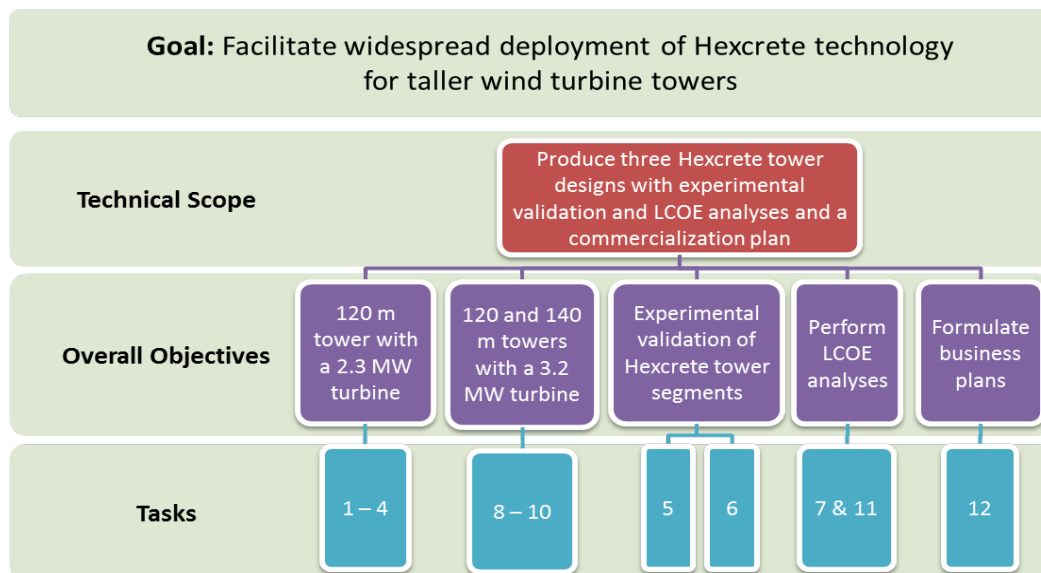 Goal: Facilitate widespread deployment of Hexcrete technology
for taller wind turbine towers
Technical Scope
Produce three Hexcrete tower
designs with experimental
validation and LCOE analyses and a
commercialization plan
Overall Objectives
120 m
tower with
a 2.3 MW
turbine
120 and 140
m towers
with a 3.2
MW turbine
Experimental
validation of
Hexcrete tower
segments
Perform
LCOE
analyses
Formulate
business
plans
Tasks
1 – 4
8 – 10
5
6
7 & 11
12